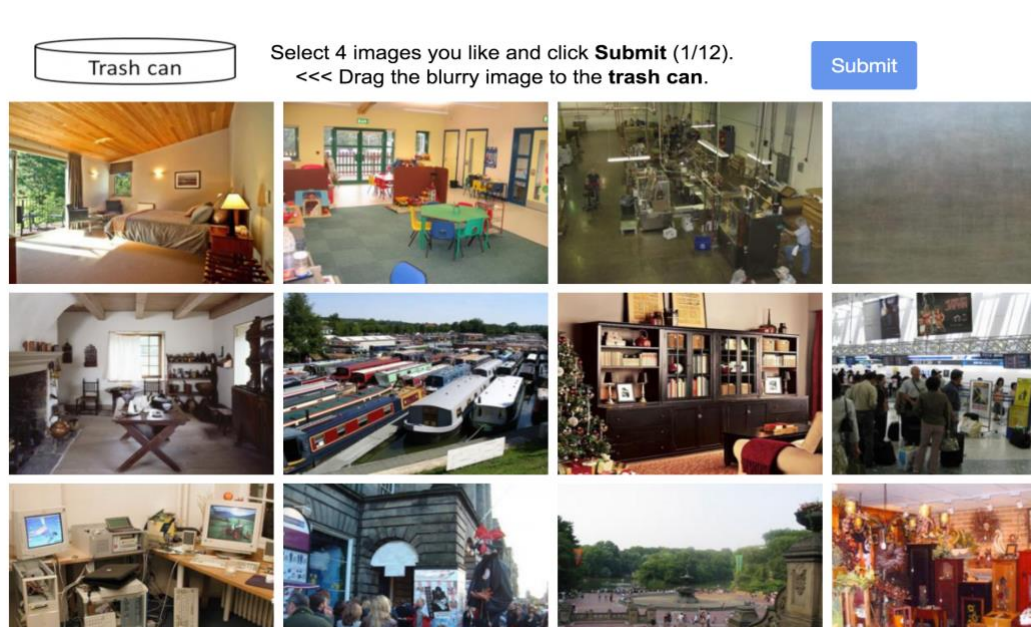 Trash can
Select 4 images you like and click Submit (1/12).
<<< Drag the blurry image to the trash can.
Submit